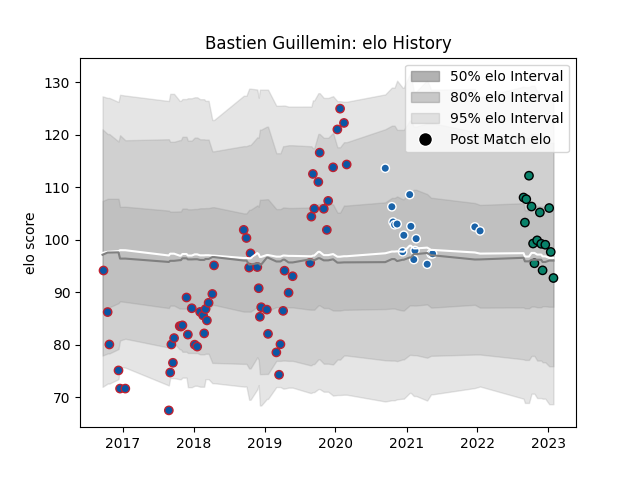 Bastien Guillemin: elo History
elo score
130
120
110
100
90
80
70
2017
2018
2019
2020
2021
2022
2023
50% elo Interval
80% elo Interval
95% elo Interval
Post Match elo